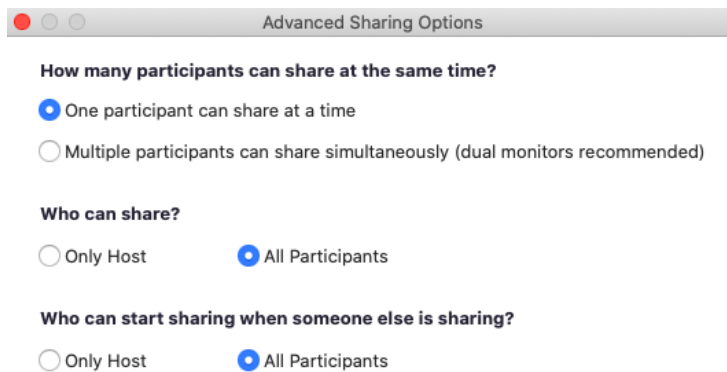 Advanced Sharing Options
How many participants can share at the same time?
One participant can share at a time
Multiple participants can share simultaneously (dual monitors recommended)
Who can share?
Only Host All Participants
Who can start sharing when someone else is sharing?
Only Host All Participants